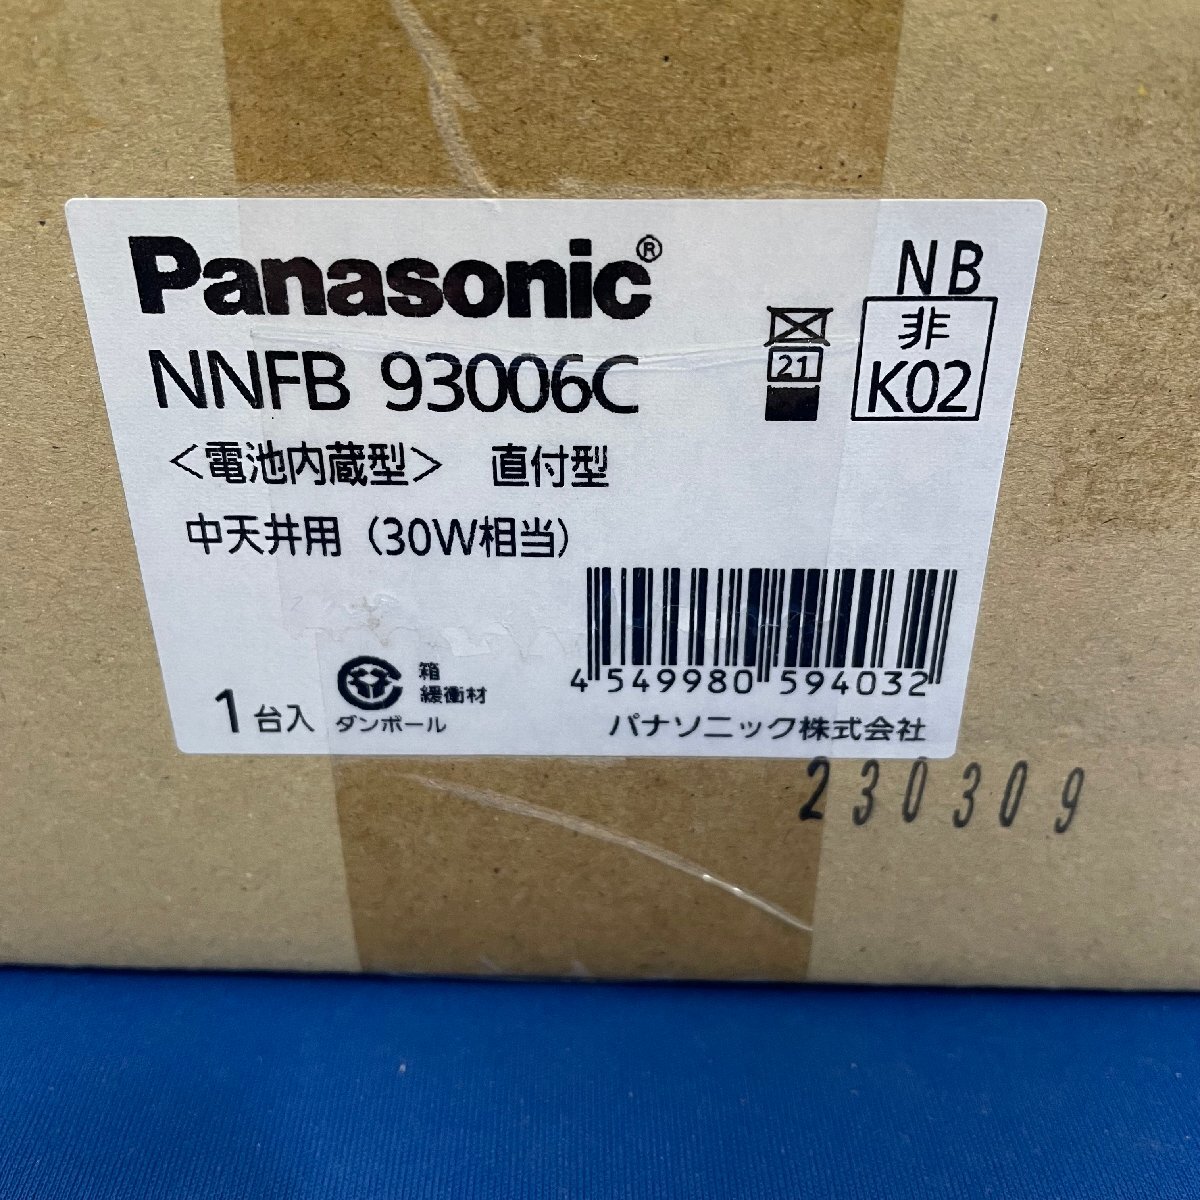 Panasonic®
NNFB 93006C
NB
非
K02
21
<電池内蔵型> 直付型
中天井用(30W相当)
4 549980 594032
1台入
箱
緩衝材
ダンボール
パナソニック株式会社
230309